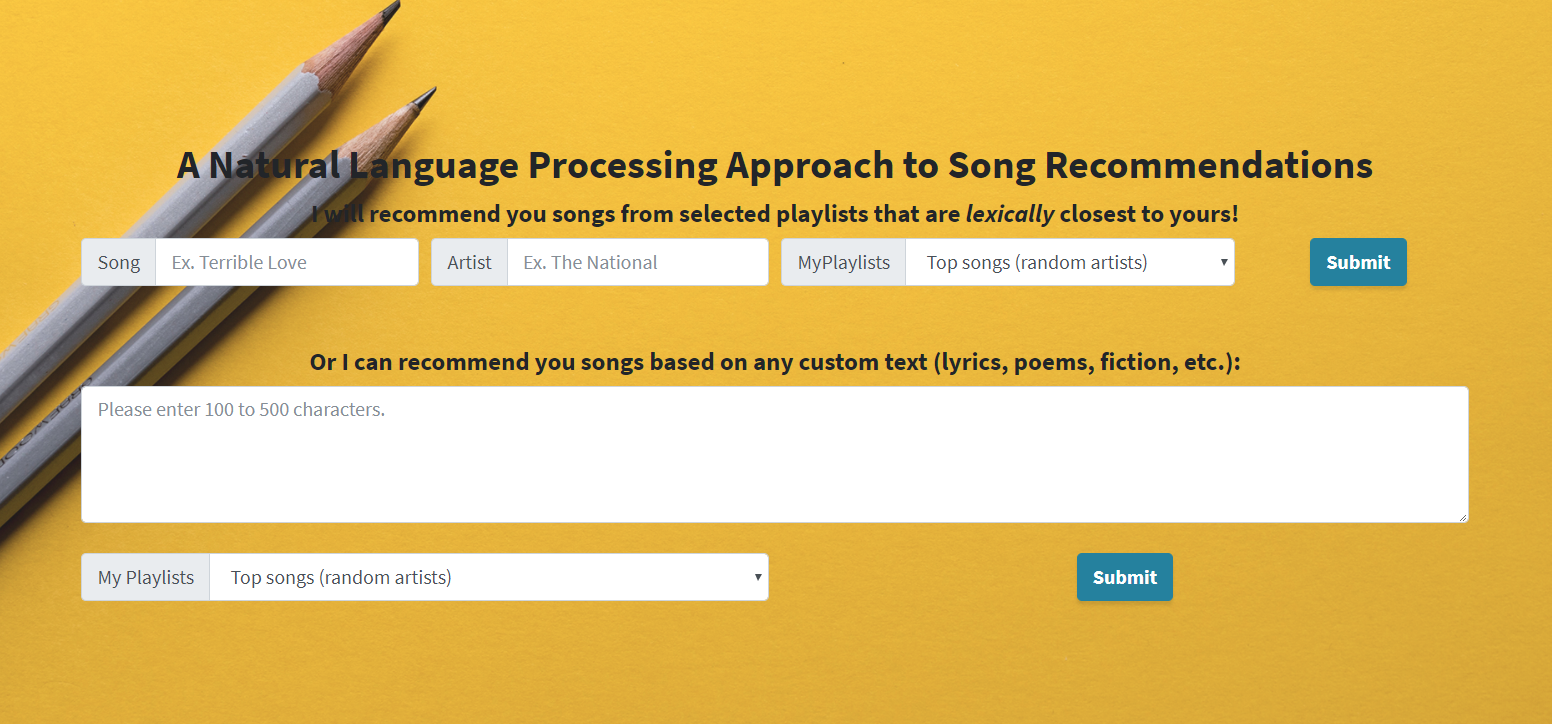 A Natural Language Processing Approach to Song Recommendations
I will recommend you songs from selected playlists that are lexically closest to yours!
Song Ex. Terrible Love Artist Ex. The National MyPlaylists Top songs (random artists) Submit
Or I can recommend you songs based on any custom text (lyrics, poems, fiction, etc.):
Please enter 100 to 500 characters.
My Playlists Top songs (random artists) Submit